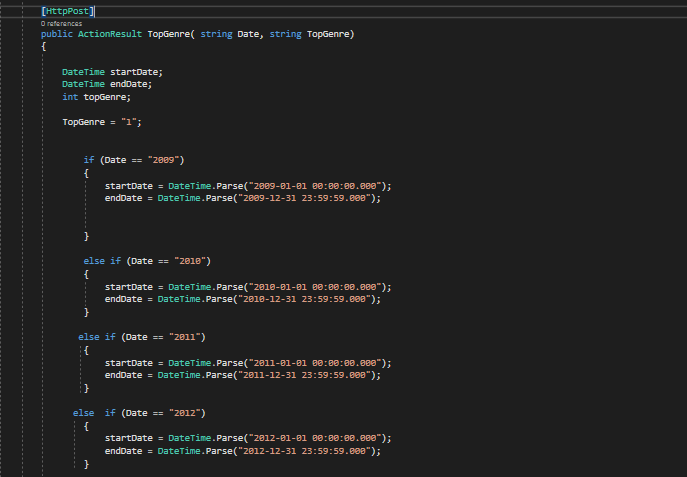 [HttpPost]
0 references
public ActionResult TopGenre( string Date, string TopGenre)
{
DateTime startDate;
DateTime endDate;
int topGenre;
TopGenre = "1";
if (Date == "2009")
{
startDate = DateTime.Parse("2009-01-01 00:00:00.000");
endDate = DateTime.Parse("2009-12-31 23:59:59.000");
}
else if (Date == "2010")
{
startDate = DateTime.Parse("2010-01-01 00:00:00.000");
endDate = DateTime.Parse("2010-12-31 23:59:59.000");
}
else if (Date == "2011")
{
startDate = DateTime.Parse("2011-01-01 00:00:00.000");
endDate = DateTime.Parse("2011-12-31 23:59:59.000");
}
else  if (Date == "2012")
{
startDate = DateTime.Parse("2012-01-01 00:00:00.000");
endDate = DateTime.Parse("2012-12-31 23:59:59.000");
}